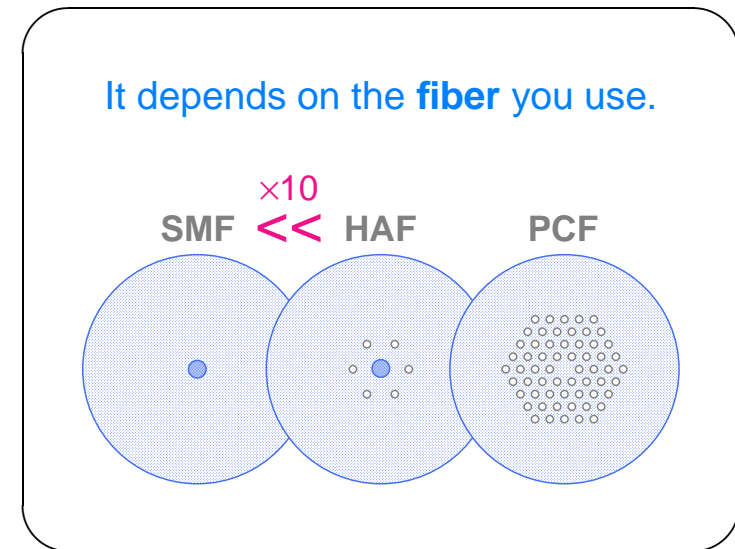 It depends on the fiber you use.
×10
SMF << HAF PCF